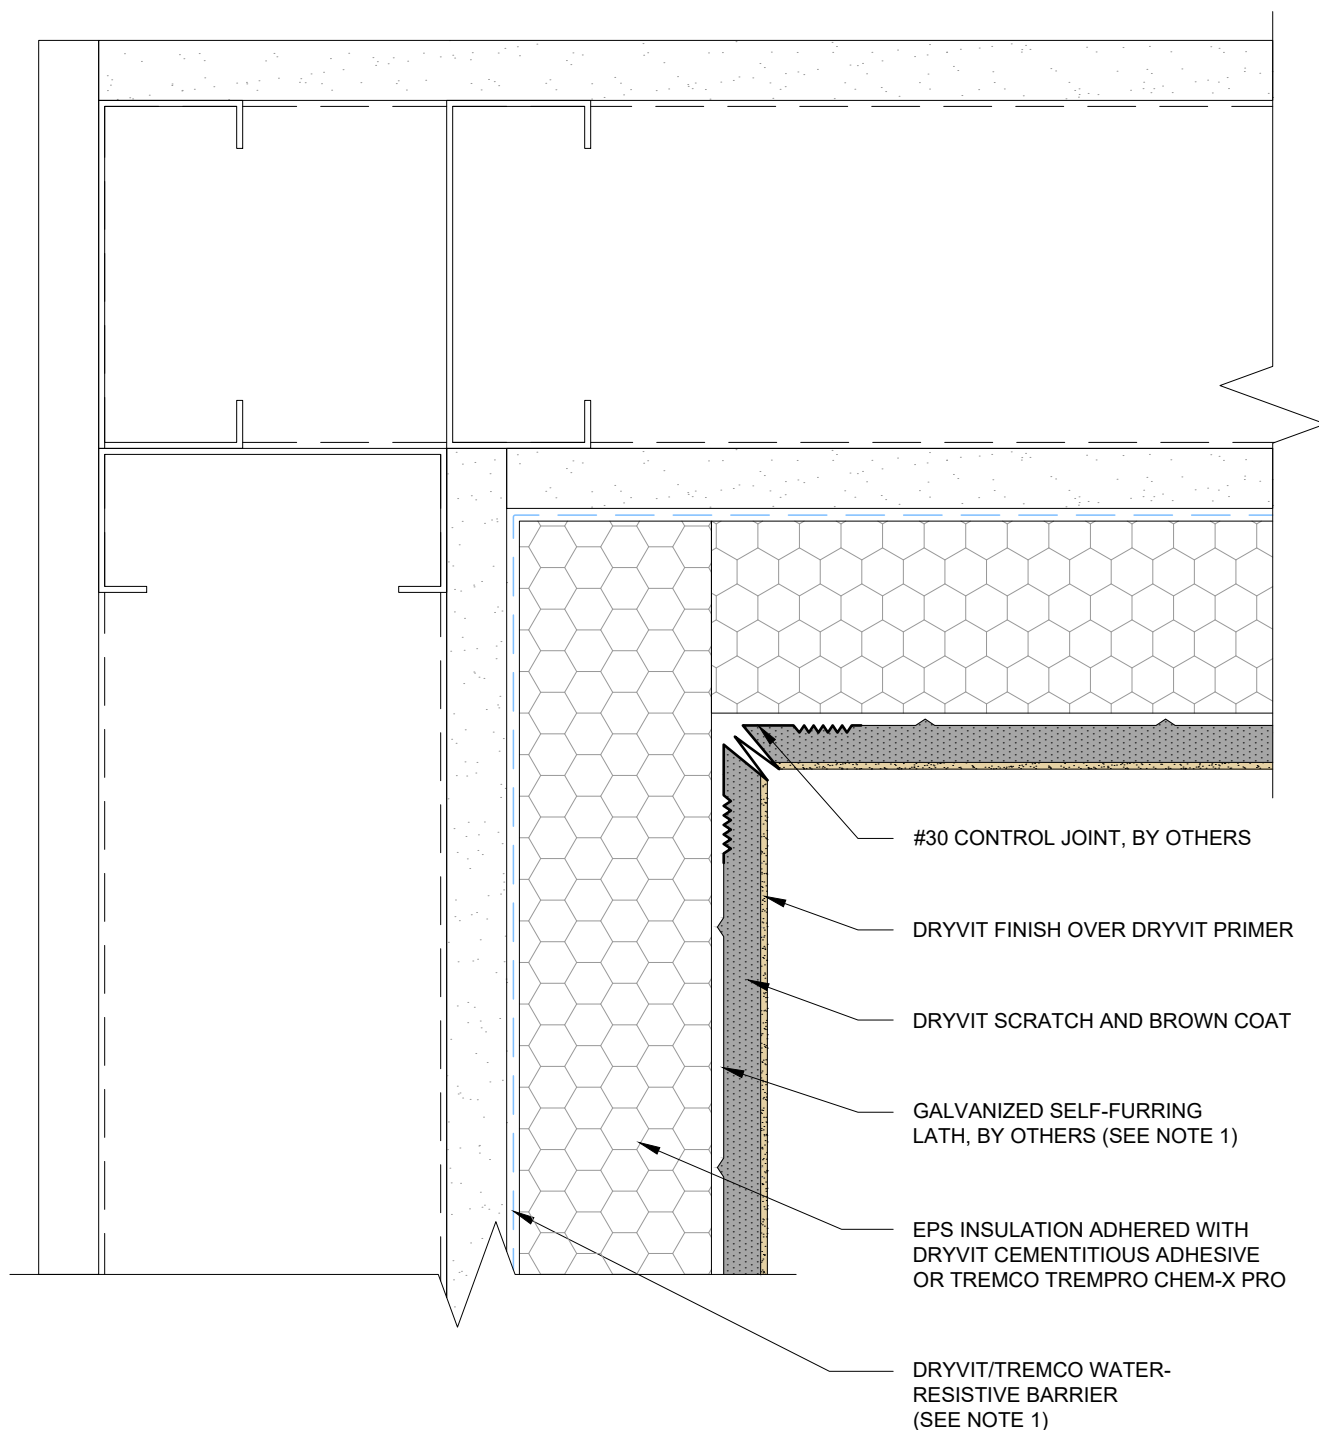 #30 CONTROL JOINT, BY OTHERS
DRYVIT FINISH OVER DRYVIT PRIMER
DRYVIT SCRATCH AND BROWN COAT
GALVANIZED SELF-FURRING
LATH, BY OTHERS (SEE NOTE 1)
EPS INSULATION ADHERED WITH
DRYVIT CEMENTITIOUS ADHESIVE
OR TREMCO TREMPRO CHEM-X PRO
DRYVIT/TREMCO WATER-
RESISTIVE BARRIER
(SEE NOTE 1)